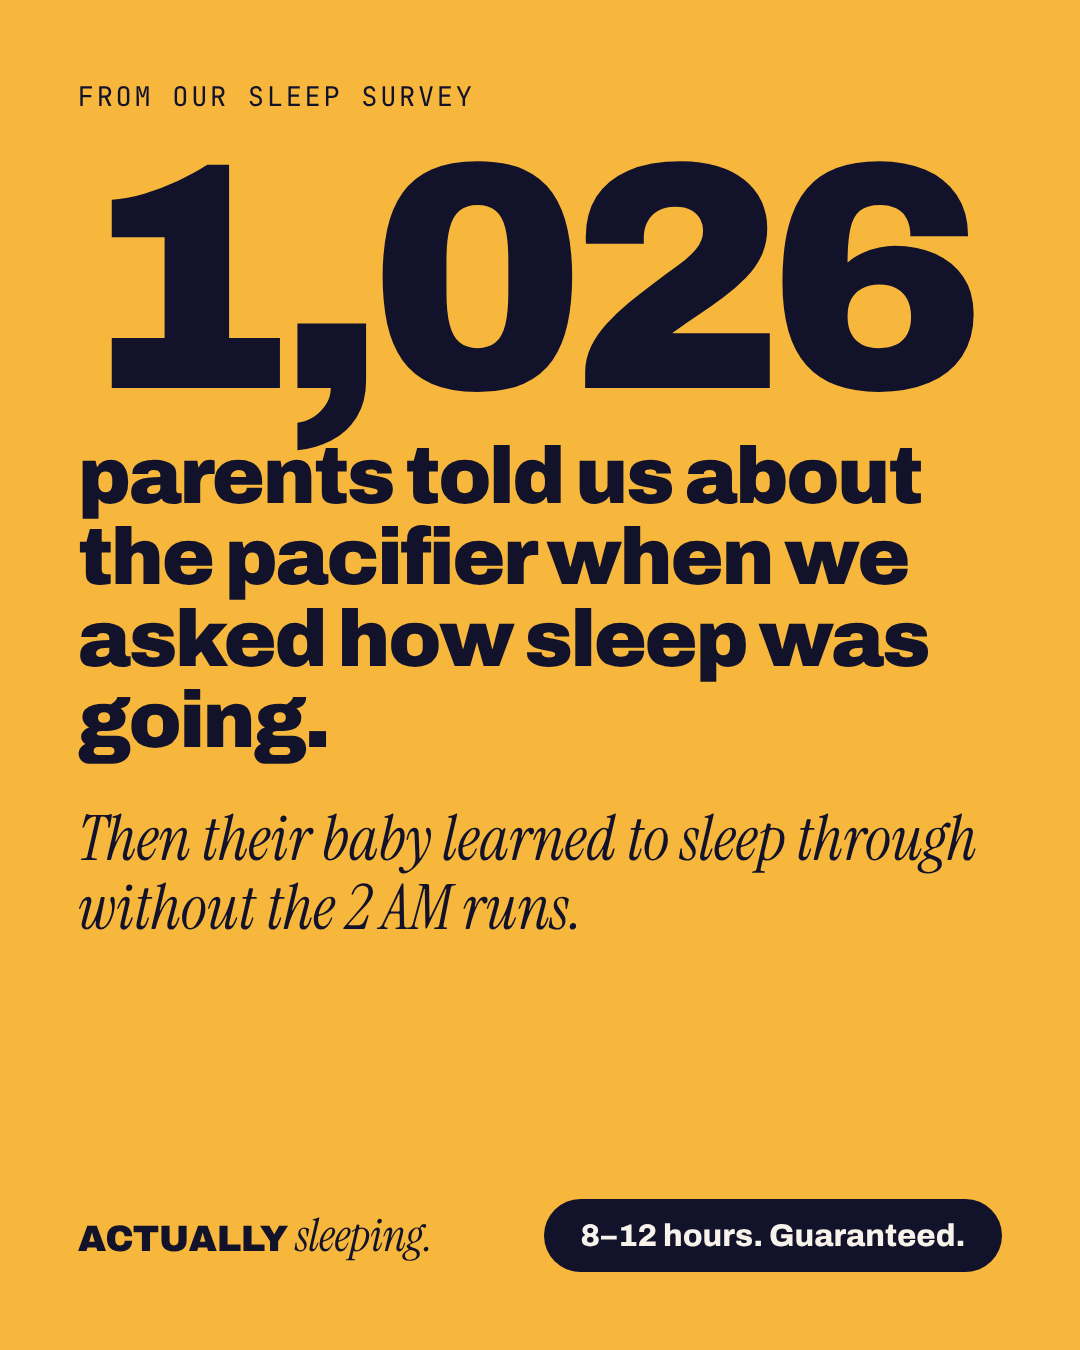 FROM OUR SLEEP SURVEY
1,026
parents told us about
the pacifier when we
asked how sleep was
going.
Then their baby learned to sleep through
without the 2 AM runs.
ACTUALLY sleeping.
8–12 hours. Guaranteed.